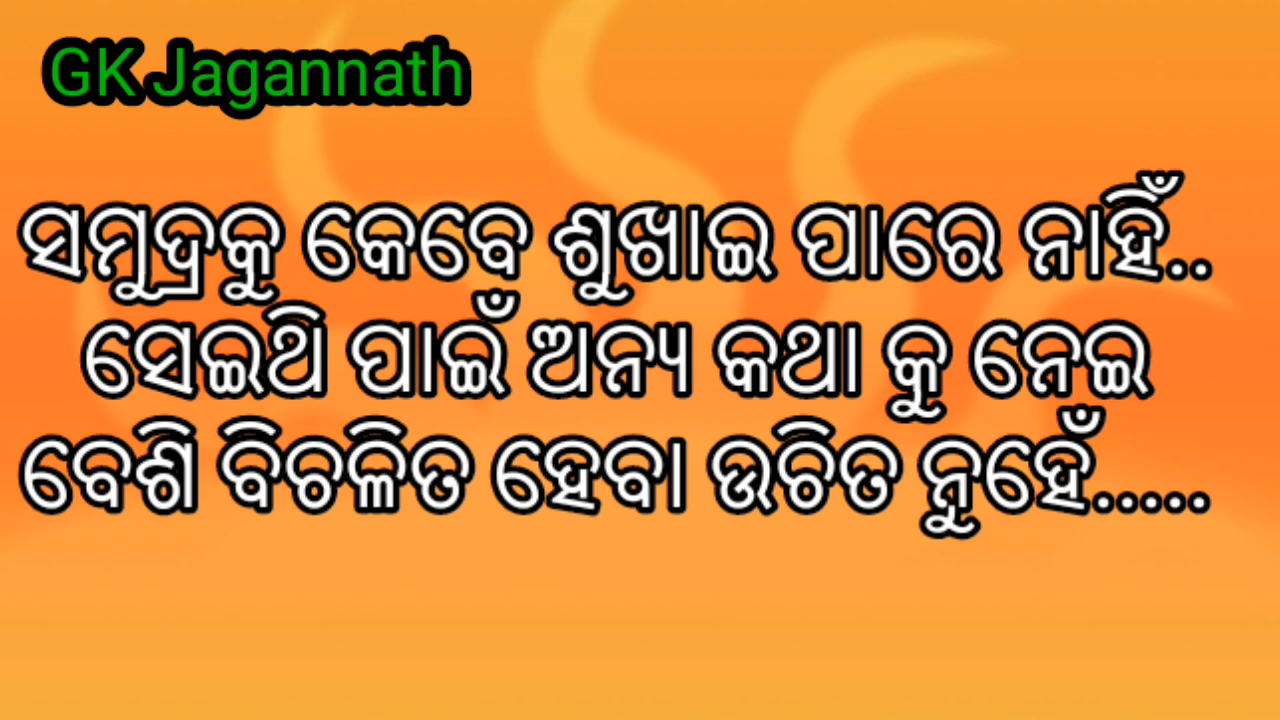 GK Jagannath
ସମୁଦ୍ରକୁ କେବେ ଶୁଖାଇ ପାରେ ନାହିଁ..
ସେଇଥି ପାଇଁ ଅନ୍ୟ କଥା କୁ ନେଇ
ବେଶି ବିଚଳିତ ହେବା ଉଚିତ ନୁହେଁ.....